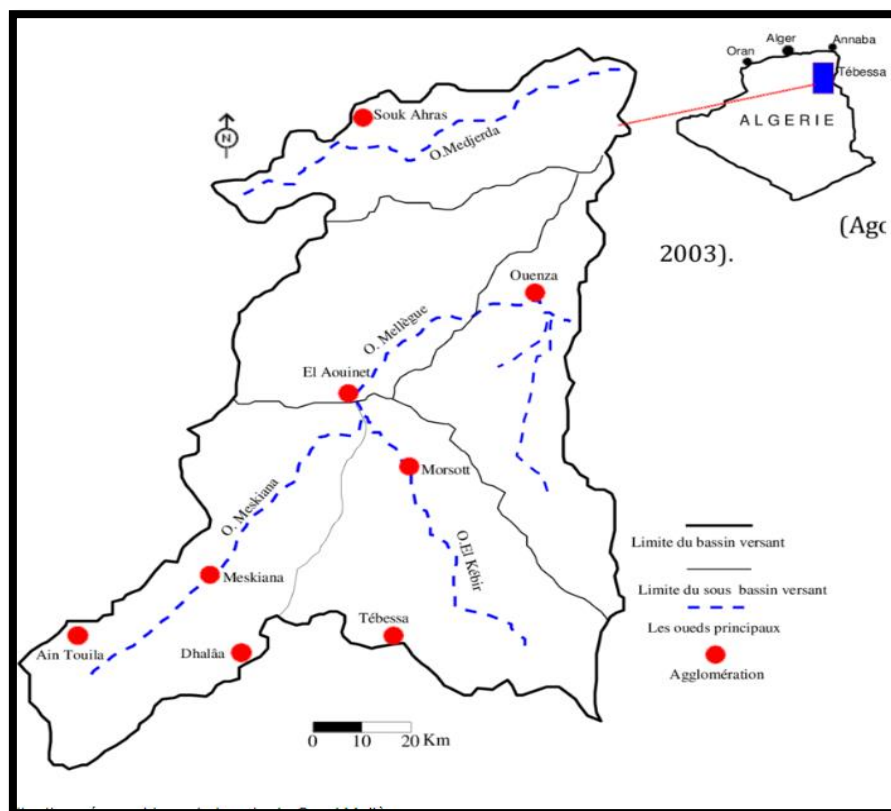 Alger
Annaba
Oran
Tébessa
ALGERIE
Souk Ahras
N
O.Medjerda
2003).
Ouenza
O. Mellègue
El Aouinet
Morsott
O. Meskiana
O.El Kébir
Limite du bassin versant
Meskiana
Limite du sous bassin versant
Tébessa
Les oueds principaux
Ain Touila
Dhalâa
Agglomération
0 10 20 Km